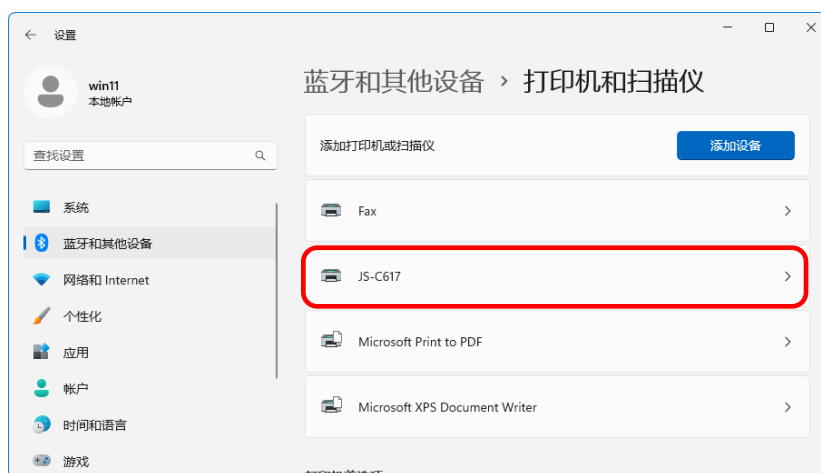 设置
win11
本地帐户
查找设置
系统
蓝牙和其他设备
网络和 Internet
个性化
应用
帐户
时间和语言
游戏
蓝牙和其他设备 › 打印机和扫描仪
添加打印机或扫描仪
添加设备
Fax
JS-C617
Microsoft Print to PDF
Microsoft XPS Document Writer